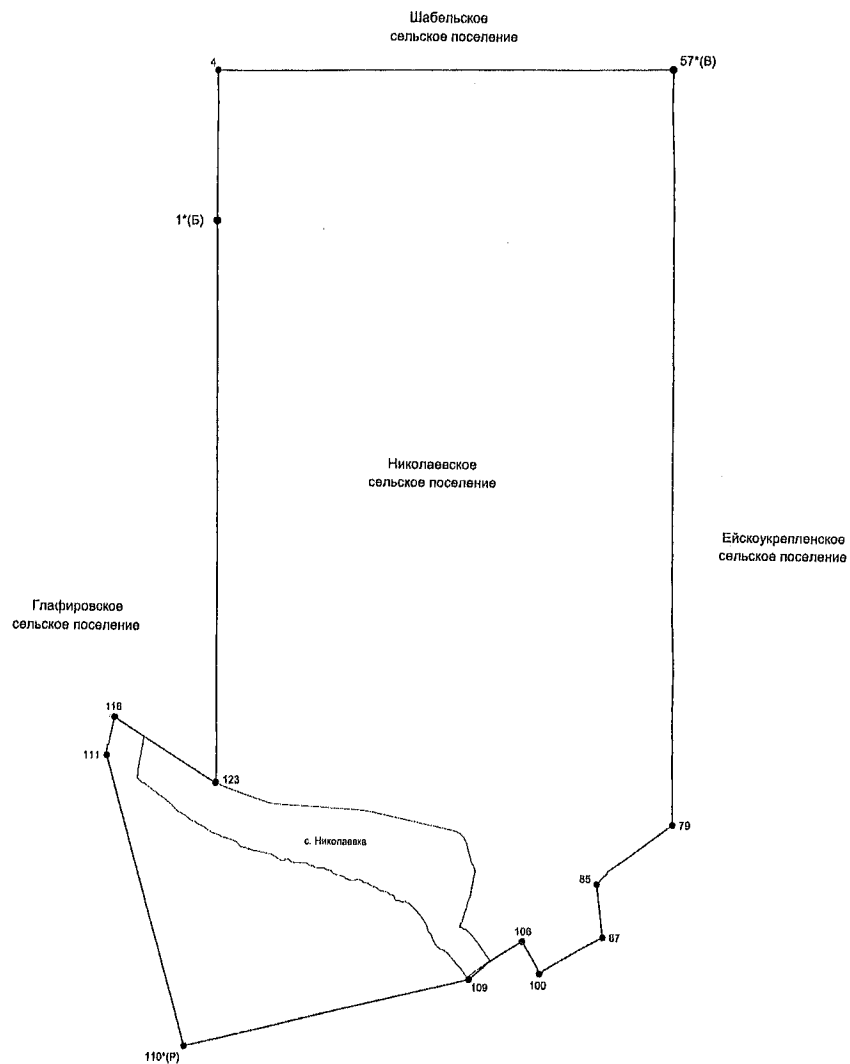 Шабельское
сельское поселение
4
57*(В)
1*(Б)
Николаевское
сельское поселение
Ейскоукрепленское
сельское поселение
Глафировское
сельское поселение
118
111
123
79
с. Николаевка
85
87
106
100
109
110*(Р)